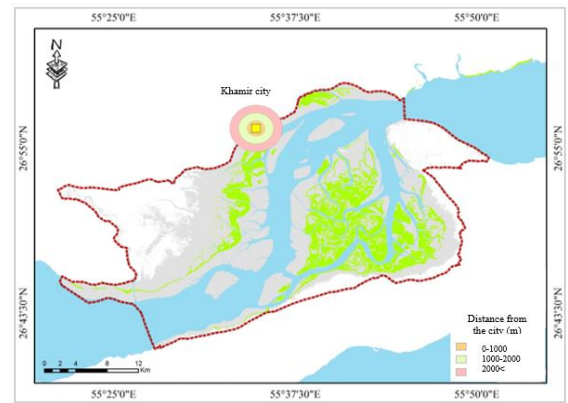 55°25'0"E 55°37'30"E 55°50'0"E
N
Khamir city
26°55'0"N 26°55'0"N
26°43'30"N 26°43'30"N
Distance from
the city (m)
0-1000
1000-2000
2000<
0 2 4 8 12
Km
55°25'0"E 55°37'30"E 55°50'0"E